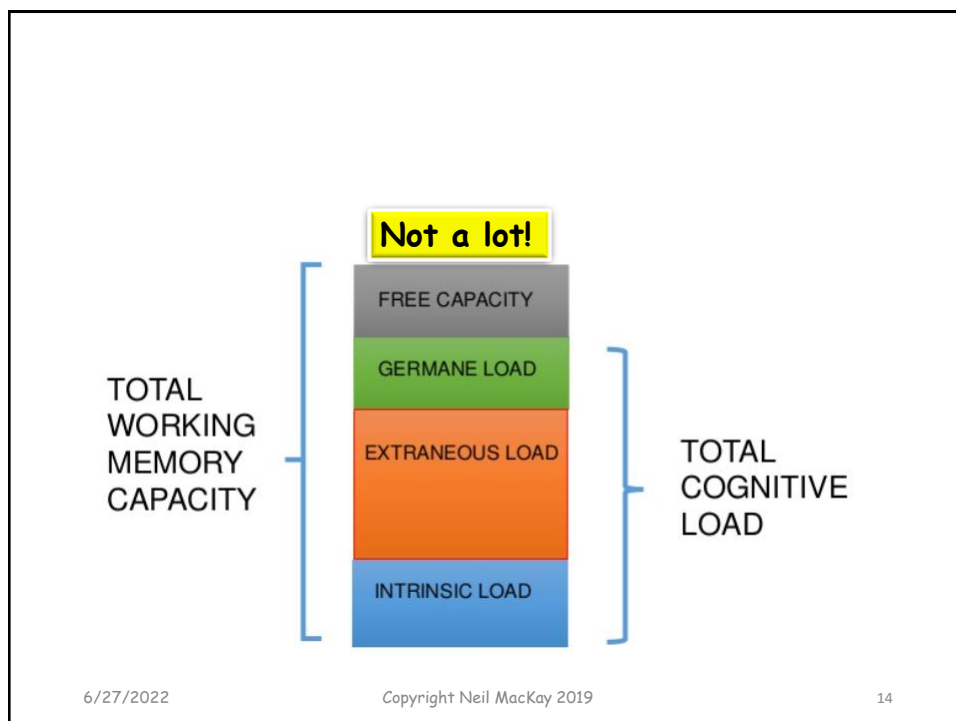 Not a lot!
FREE CAPACITY
GERMANE LOAD
EXTRANEOUS LOAD
INTRINSIC LOAD
TOTAL
WORKING
MEMORY
CAPACITY
TOTAL
COGNITIVE
LOAD
6/27/2022
Copyright Neil MacKay 2019
14